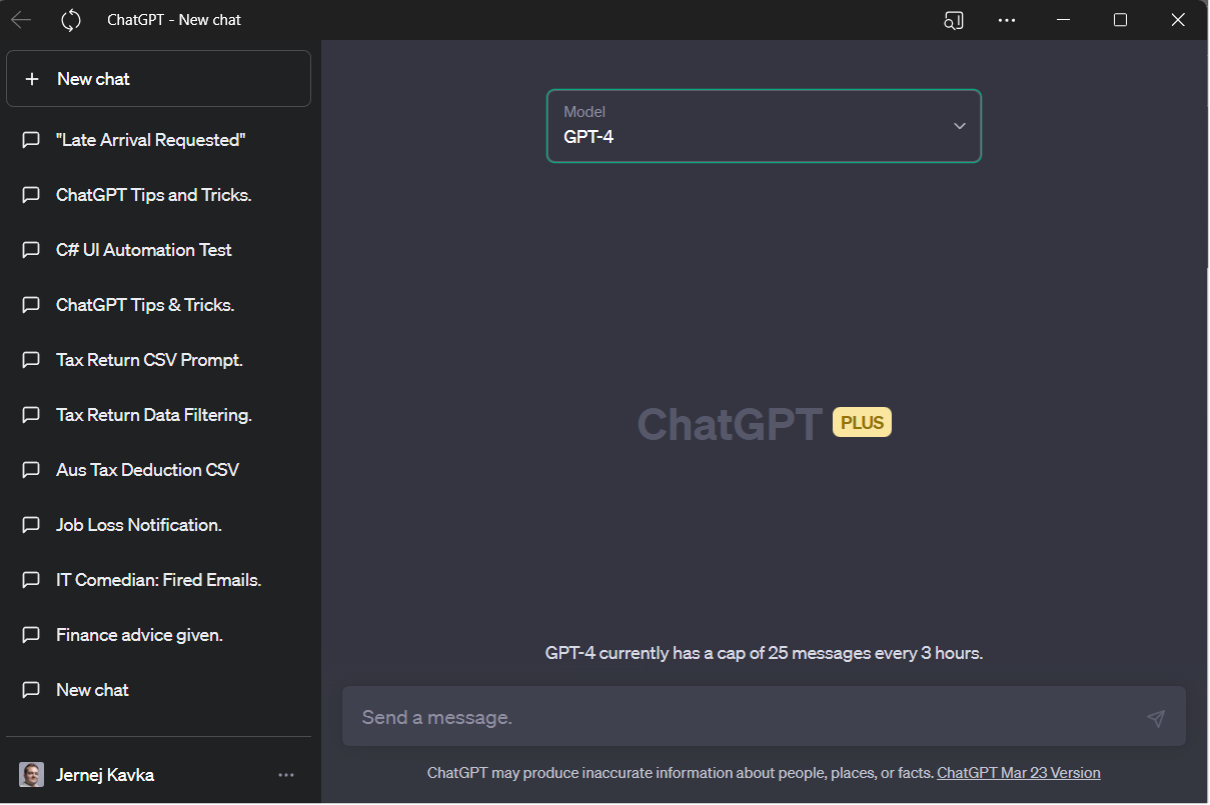 ChatGPT - New chat
New chat
"Late Arrival Requested"
ChatGPT Tips and Tricks.
C# UI Automation Test
ChatGPT Tips & Tricks.
Tax Return CSV Prompt.
Tax Return Data Filtering.
Aus Tax Deduction CSV
Job Loss Notification.
IT Comedian: Fired Emails.
Finance advice given.
New chat
Jernej Kavka
Model
GPT-4
ChatGPT PLUS
GPT-4 currently has a cap of 25 messages every 3 hours.
Send a message.
ChatGPT may produce inaccurate information about people, places, or facts. ChatGPT Mar 23 Version